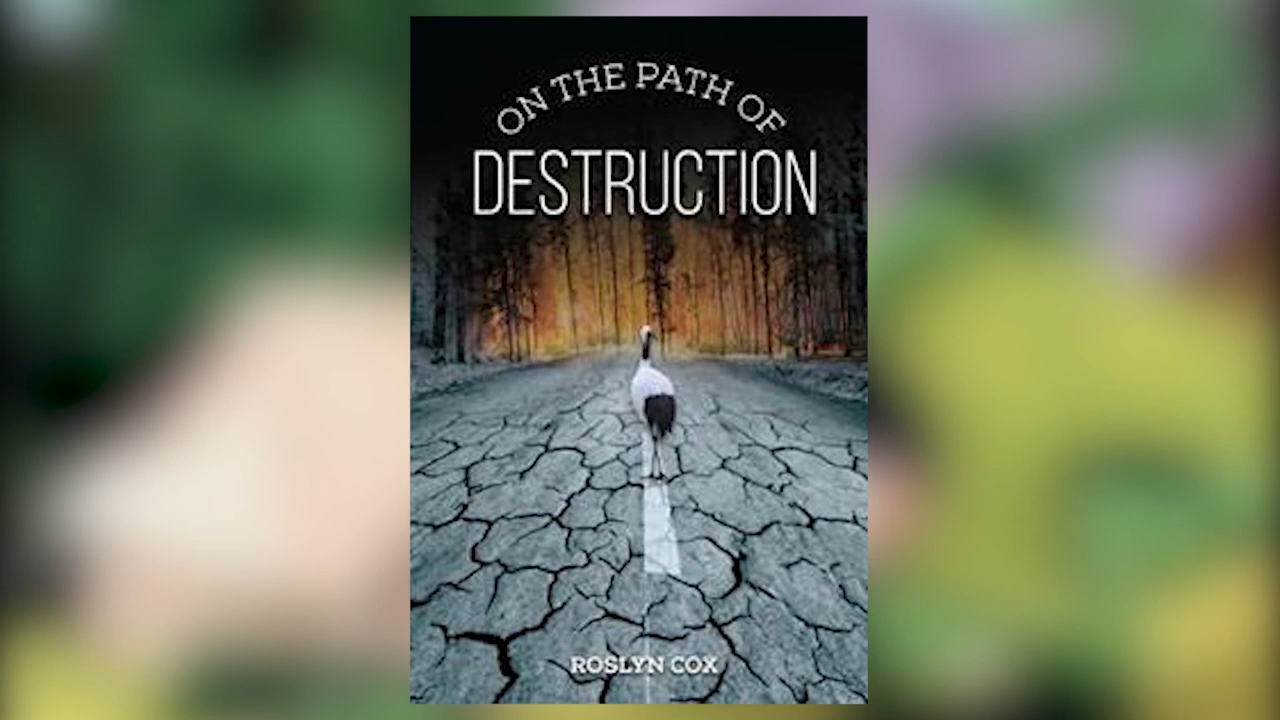 ON THE PATH OF
DESTRUCTION
ROSLYN COX